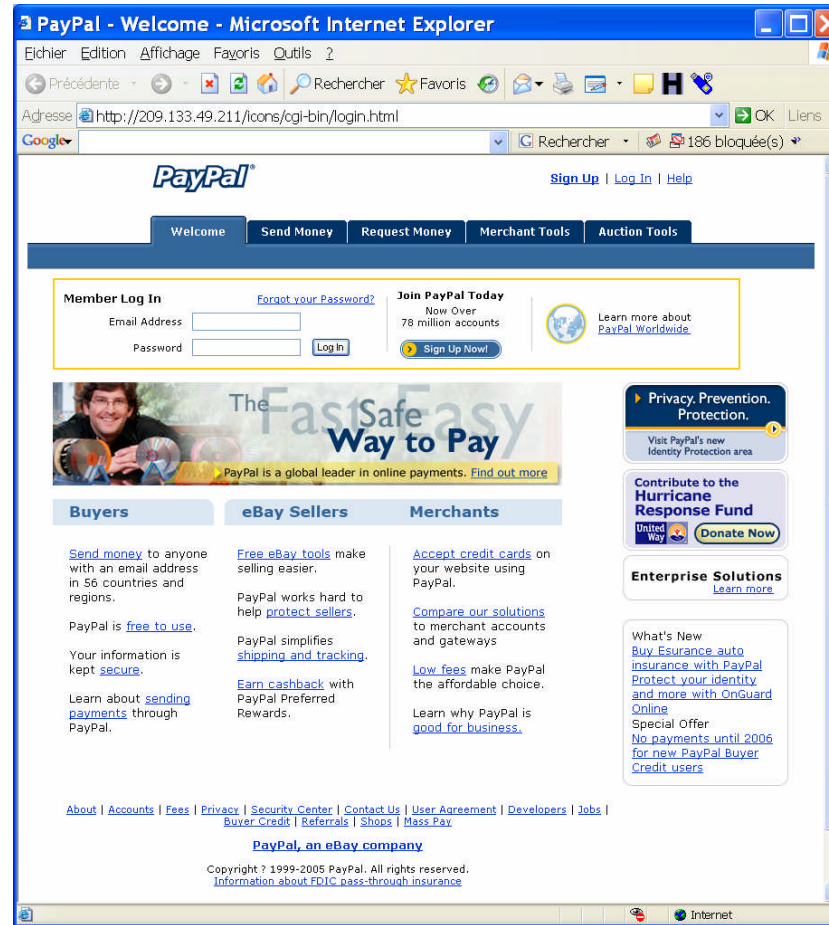 PayPal - Welcome - Microsoft Internet Explorer
Eichier Edition Affichage Favoris Outils ?
Précédente Rechercher Favoris
Adresse http://209.133.49.211/icons/cgi-bin/login.html OK Liens
Google Rechercher 186 bloquée(s)
PayPal®
Sign Up | Log In | Help
Welcome Send Money Request Money Merchant Tools Auction Tools
Member Log In Forgot your Password?
Email Address
Password Log In
Join PayPal Today
Now Over
78 million accounts
Sign Up Now!
Learn more about
PayPal Worldwide
The Fast Safe Easy
Way to Pay
PayPal is a global leader in online payments. Find out more
Privacy. Prevention.
Protection.
Visit PayPal's new
Identity Protection area
Contribute to the
Hurricane
Response Fund
United
Way
Donate Now
Enterprise Solutions
Learn more
Buyers
Send money to anyone
with an email address
in 56 countries and
regions.
PayPal is free to use.
Your information is
kept secure.
Learn about sending
payments through
PayPal.
eBay Sellers
Free eBay tools make
selling easier.
PayPal works hard to
help protect sellers.
PayPal simplifies
shipping and tracking.
Earn cashback with
PayPal Preferred
Rewards.
Merchants
Accept credit cards on
your website using
PayPal.
Compare our solutions
to merchant accounts
and gateways
Low fees make PayPal
the affordable choice.
Learn why PayPal is
good for business.
What's New
Buy Esurance auto
insurance with PayPal
Protect your identity
and more with OnGuard
Online
Special Offer
No payments until 2006
for new PayPal Buyer
Credit users
About | Accounts | Fees | Privacy | Security Center | Contact Us | User Agreement | Developers | Jobs |
Buyer Credit | Referrals | Shops | Mass Pay
PayPal, an eBay company
Copyright ? 1999-2005 PayPal. All rights reserved.
Information about FDIC pass-through insurance
Internet